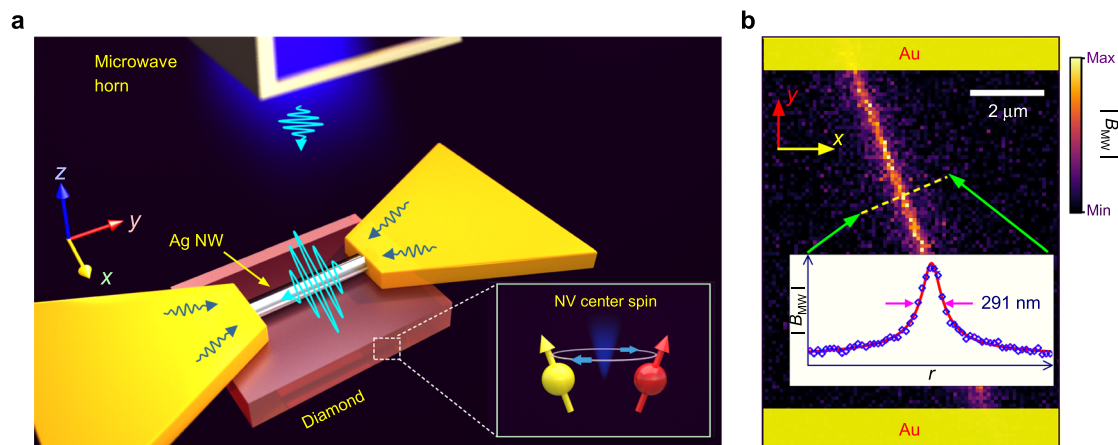 a
Microwave
horn
z
y
x
Ag NW
Diamond
NV center spin
b
Au
y
x
2 μm
Max
|B_MW|
Min
|B_MW|
291 nm
r
Au